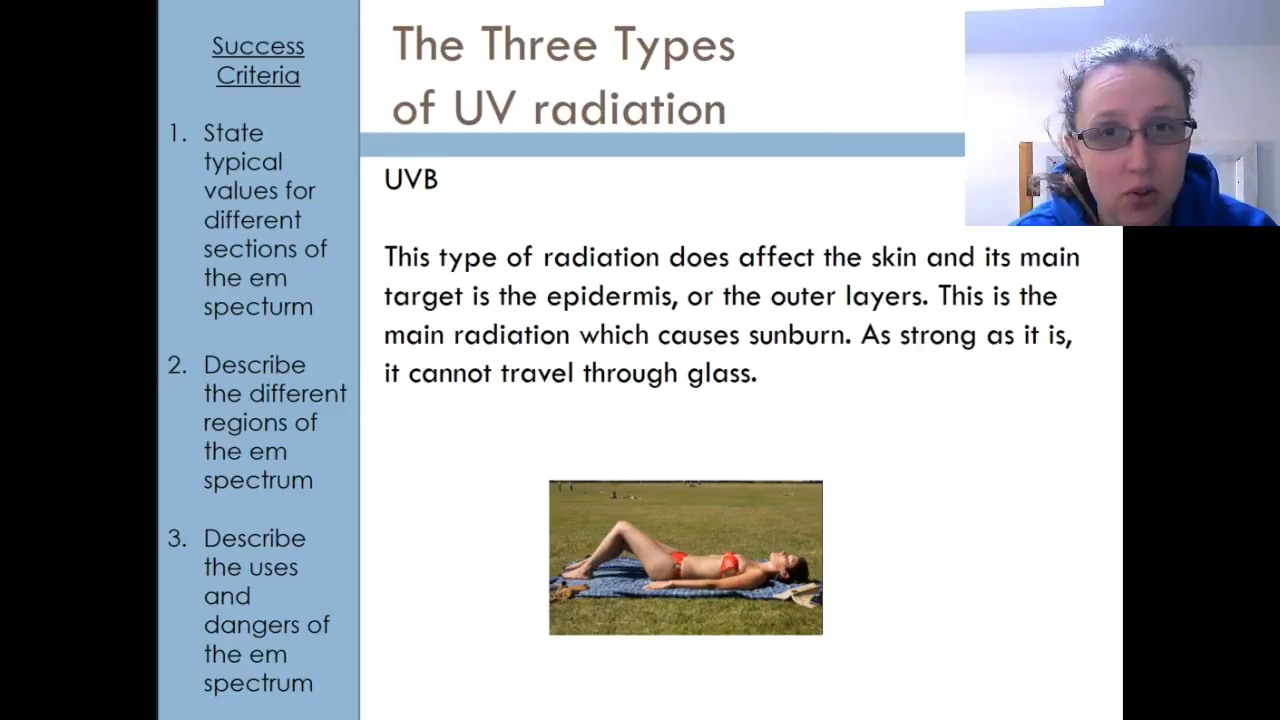 Success
Criteria
1. State
typical
values for
different
sections of
the em
specturm
2. Describe
the different
regions of
the em
spectrum
3. Describe
the uses
and
dangers of
the em
spectrum
The Three Types
of UV radiation
UVB
This type of radiation does affect the skin and its main
target is the epidermis, or the outer layers. This is the
main radiation which causes sunburn. As strong as it is,
it cannot travel through glass.